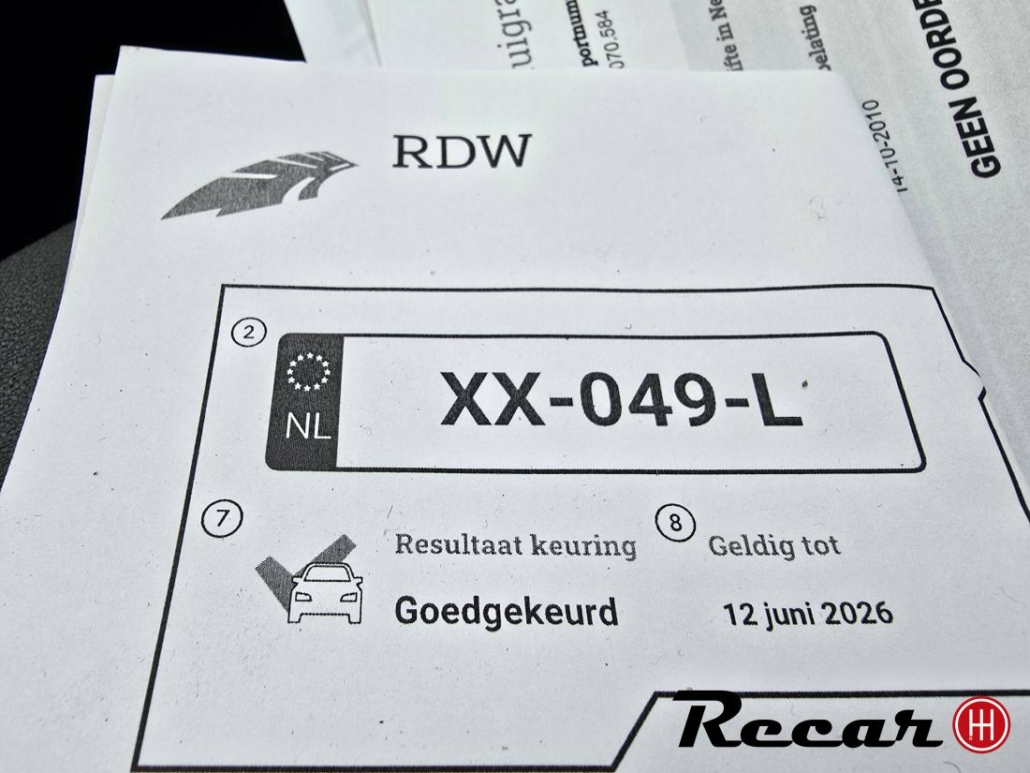 RDW
2
NL
XX-049-L
7
Resultaat keuring
Goedgekeurd
8
Geldig tot
12 juni 2026
070.584
14-10-2010
GEEN
Recar